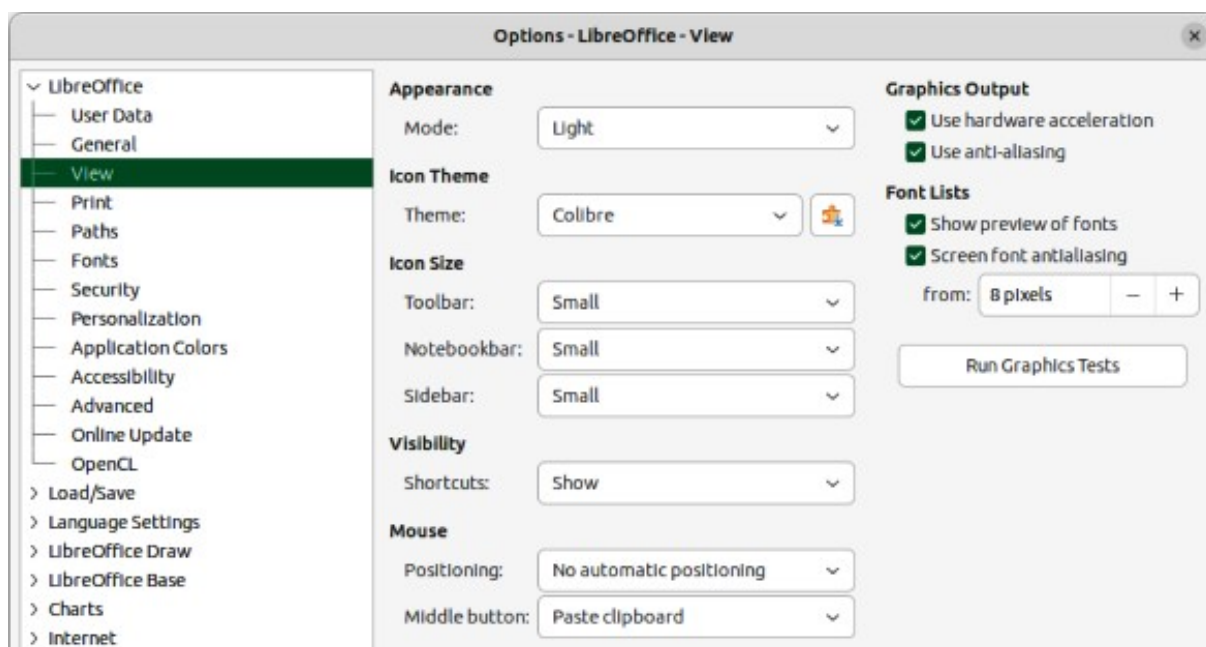 Options - LibreOffice - View
LibreOffice
User Data
General
View
Print
Paths
Fonts
Security
Personalization
Application Colors
Accessibility
Advanced
Online Update
OpenCL
Load/Save
Language Settings
LibreOffice Draw
LibreOffice Base
Charts
Internet
Appearance
Mode: Light
Icon Theme
Theme: Colibre
Icon Size
Toolbar: Small
Notebookbar: Small
Sidebar: Small
Visibility
Shortcuts: Show
Mouse
Positioning: No automatic positioning
Middle button: Paste clipboard
Graphics Output
Use hardware acceleration
Use anti-aliasing
Font Lists
Show preview of fonts
Screen font antialiasing
from: 8 pixels
Run Graphics Tests